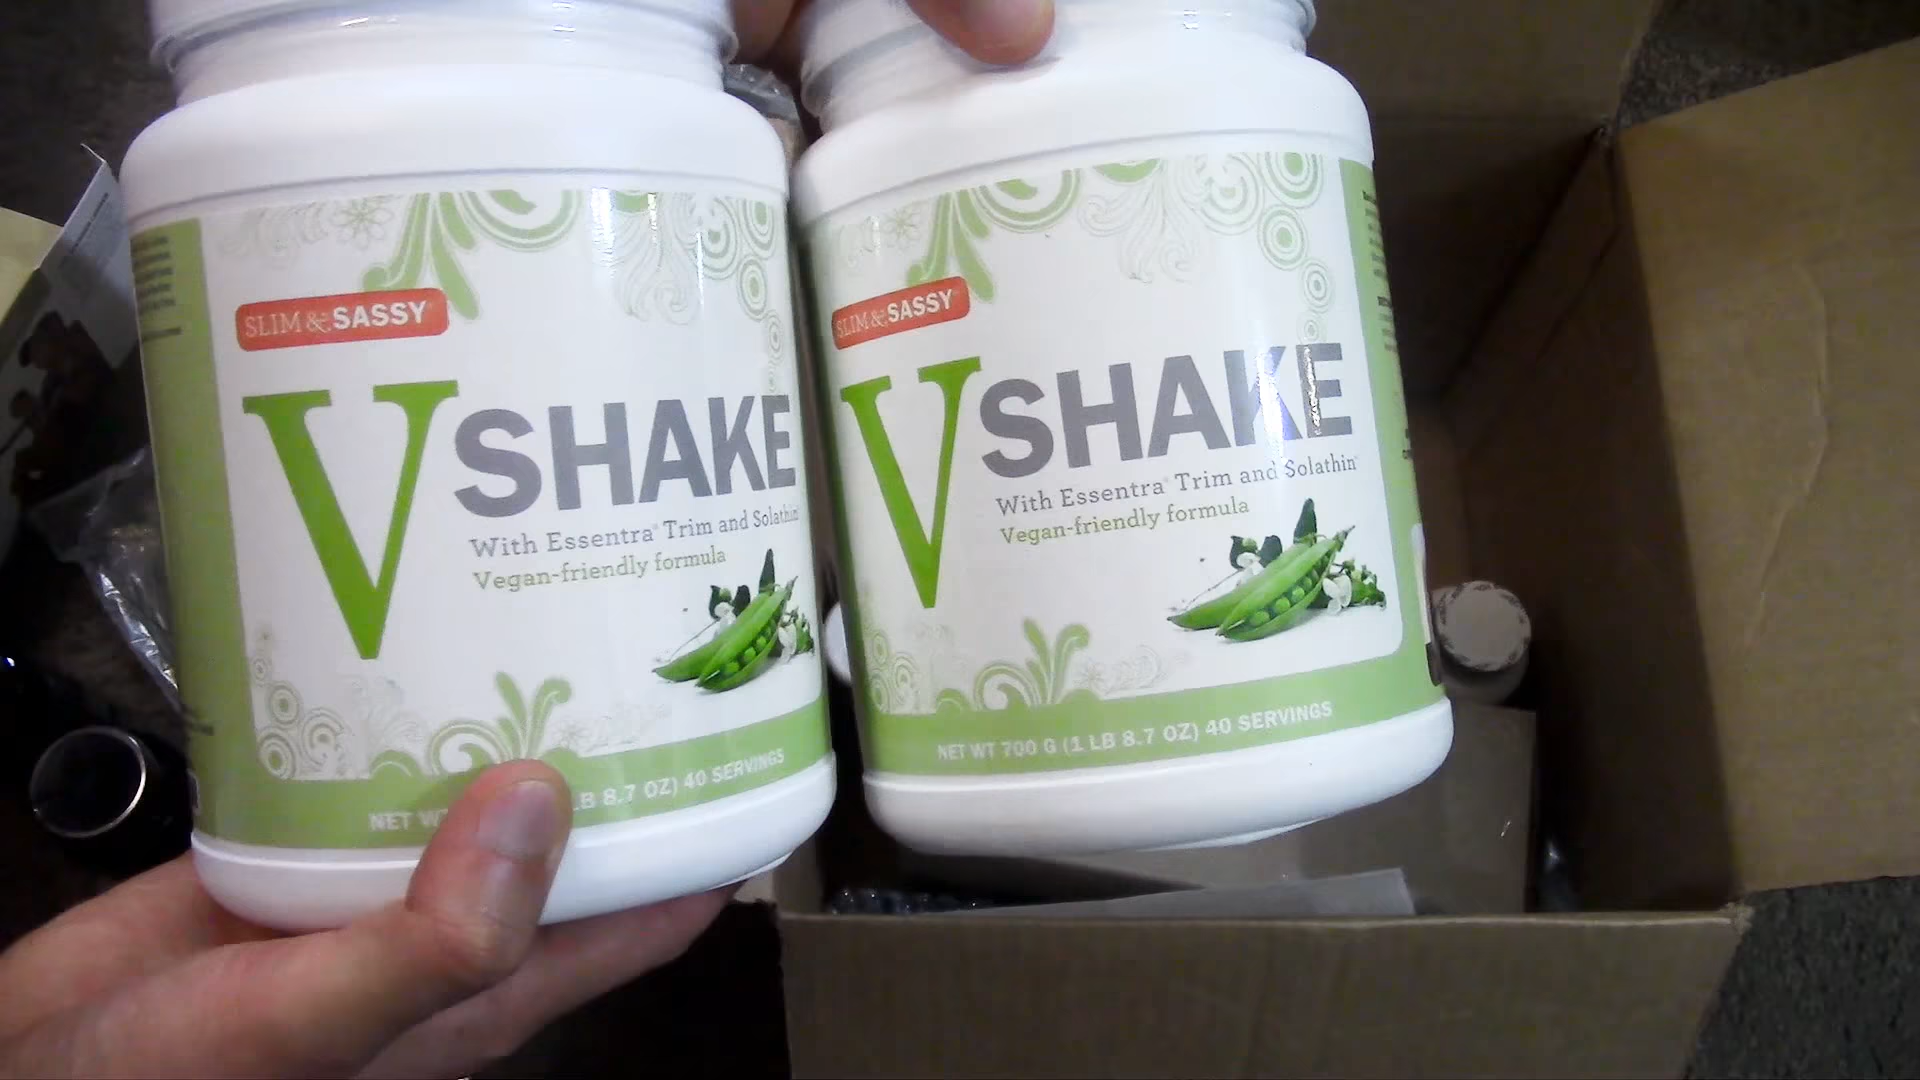 SLIM & SASSY
V SHAKE
With Essentra® Trim and Solathin
Vegan-friendly formula
NET W LB 8.7 OZ) 40 SERVINGS
SLIM & SASSY®
V SHAKE
With Essentra® Trim and Solathin®
Vegan-friendly formula
NET WT 700 G (1 LB 8.7 OZ) 40 SERVINGS